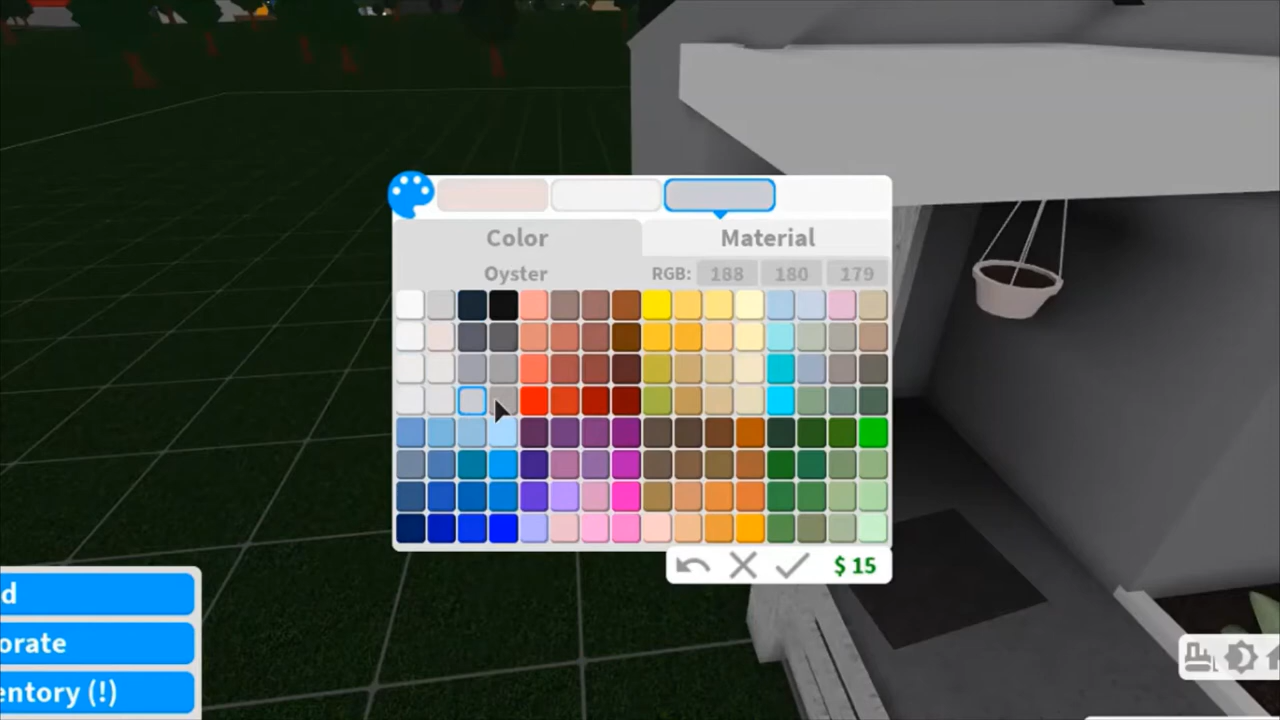 Color
Material
Oyster
RGB: 188 180 179
$ 15
d
orate
entory (!)